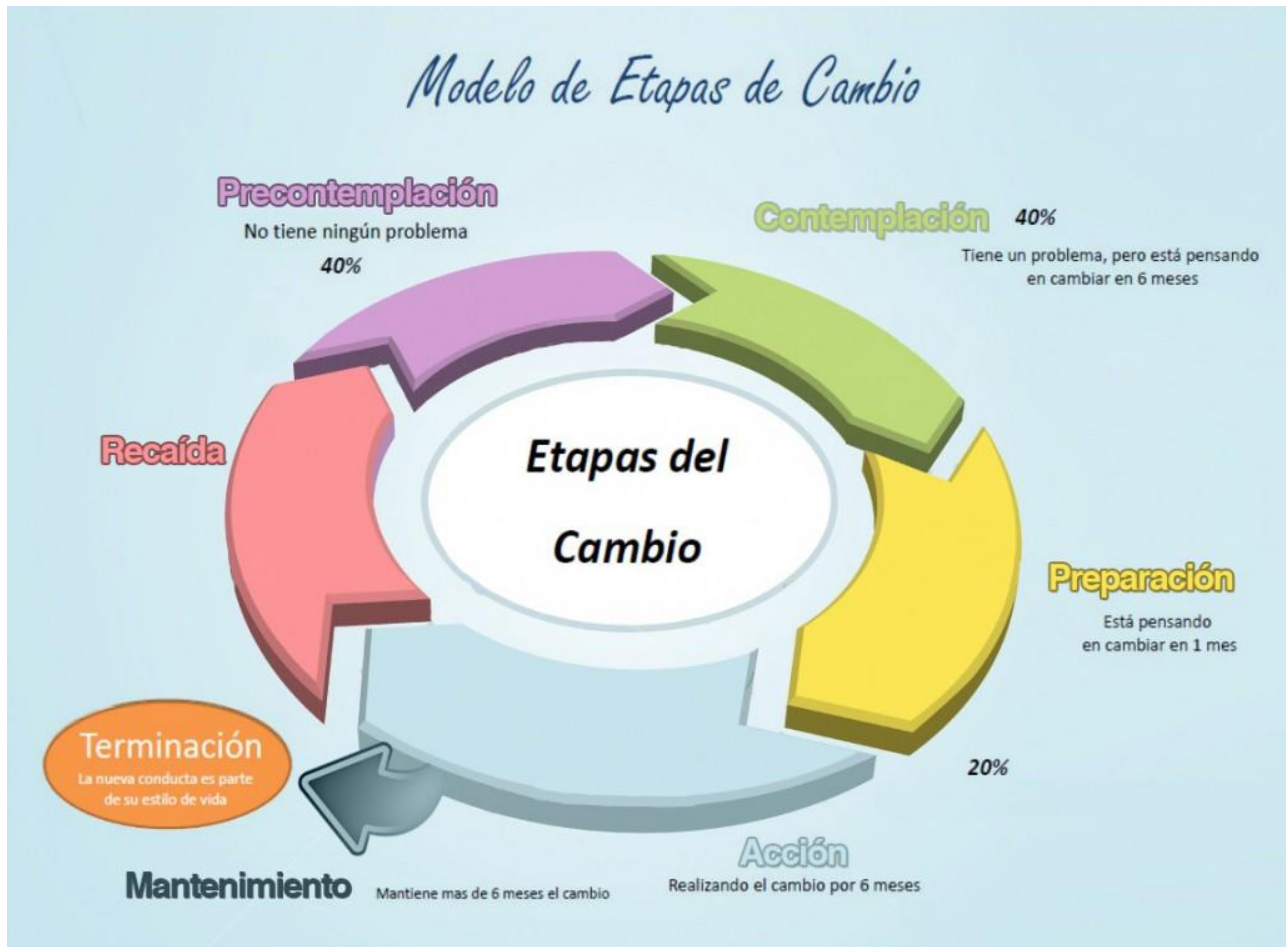 Modelo de Etapas de Cambio
Precontemplación
No tiene ningún problema
40%
Contemplación 40%
Tiene un problema, pero está pensando
en cambiar en 6 meses
Recaída
Etapas del
Cambio
Preparación
Está pensando
en cambiar en 1 mes
20%
Terminación
La nueva conducta es parte
de su estilo de vida
Acción
Realizando el cambio por 6 meses
Mantenimiento Mantiene mas de 6 meses el cambio